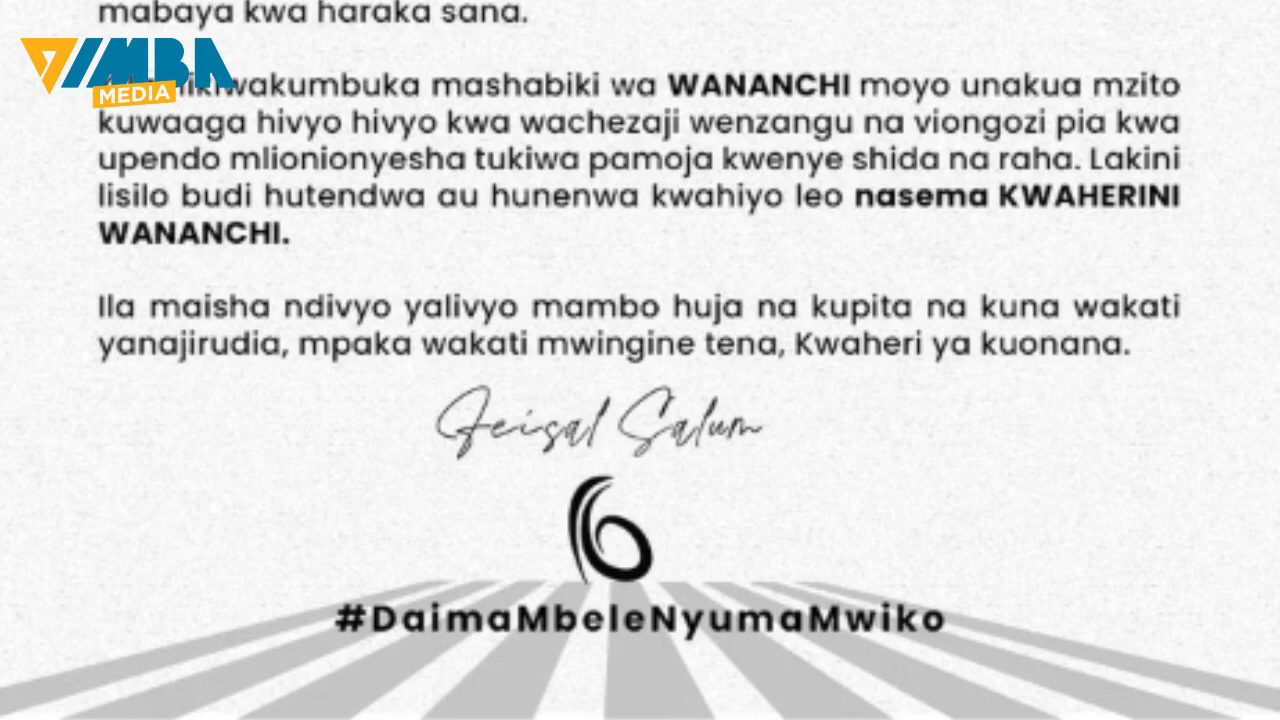 mabaya kwa haraka sana.
VIMBA
MEDIA
mashabiki wa WANANCHI moyo unakua mzito
kuwaaga hivyo hivyo kwa wachezaji wenzangu na viongozi pia kwa
upendo mlionionyesha tukiwa pamoja kwenye shida na raha. Lakini
lisilo budi hutendwa au hunenwa kwahiyo leo nasema KWAHERINI
WANANCHI.
Ila maisha ndivyo yalivyo mambo huja na kupita na kuna wakati
yanajirudia, mpaka wakati mwingine tena, Kwaheri ya kuonana.
Feisal Salum
6
#DaimaMbeleNyumaMwiko